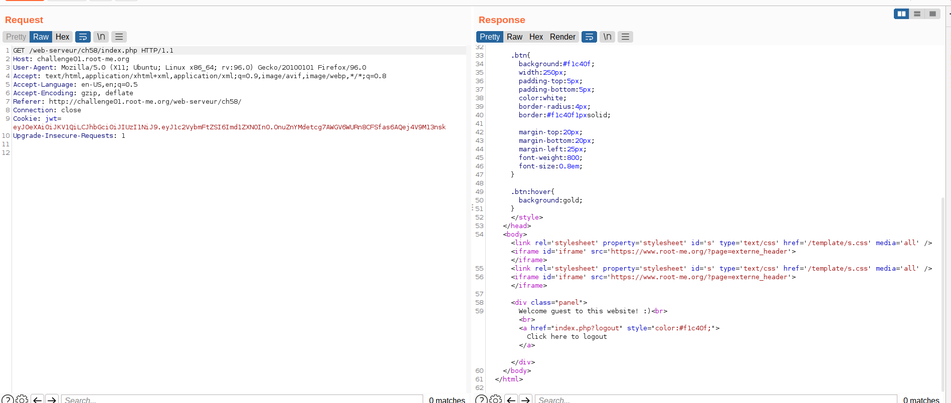 Request
Pretty Raw Hex \n
1 GET /web-serveur/ch58/index.php HTTP/1.1
2 Host: challenge01.root-me.org
3 User-Agent: Mozilla/5.0 (X11; Ubuntu; Linux x86_64; rv:96.0) Gecko/20100101 Firefox/96.0
4 Accept: text/html,application/xhtml+xml,application/xml;q=0.9,image/avif,image/webp,*/*;q=0.8
5 Accept-Language: en-US,en;q=0.5
6 Accept-Encoding: gzip, deflate
7 Referer: http://challenge01.root-me.org/web-serveur/ch58/
8 Connection: close
9 Cookie: jwt=
10 Upgrade-Insecure-Requests: 1
11
12
Search...
0 matches
Response
Pretty Raw Hex Render \n
32
33 .btn{
34 background:#f1c40f;
35 width:250px;
36 padding-top:5px;
37 padding-bottom:5px;
38 color:white;
39 border-radius:4px;
40 border:#f1c40f1pxsolid;
41
42 margin-top:20px;
43 margin-bottom:20px;
44 margin-left:25px;
45 font-weight:800;
46 font-size:0.8em;
47 }
48
49 .btn:hover{
50 background:gold;
51 }
52 </style>
53 </head>
54 <body>
<link rel='stylesheet' property='stylesheet' id='s' type='text/css' href='/template/s.css' media='all' />
<iframe id='iframe' src='https://www.root-me.org/?page=externe_header'>
</iframe>
55 <link rel='stylesheet' property='stylesheet' id='s' type='text/css' href='/template/s.css' media='all' />
56 <iframe id='iframe' src='https://www.root-me.org/?page=externe_header'>
</iframe>
57
58 <div class="panel">
59 Welcome guest to this website! :)<br>
<br>
<a href="index.php?logout" style="color:#f1c40f;">
Click here to logout
</a>
</div>
60 </body>
61 </html>
62
Search...
0 matches